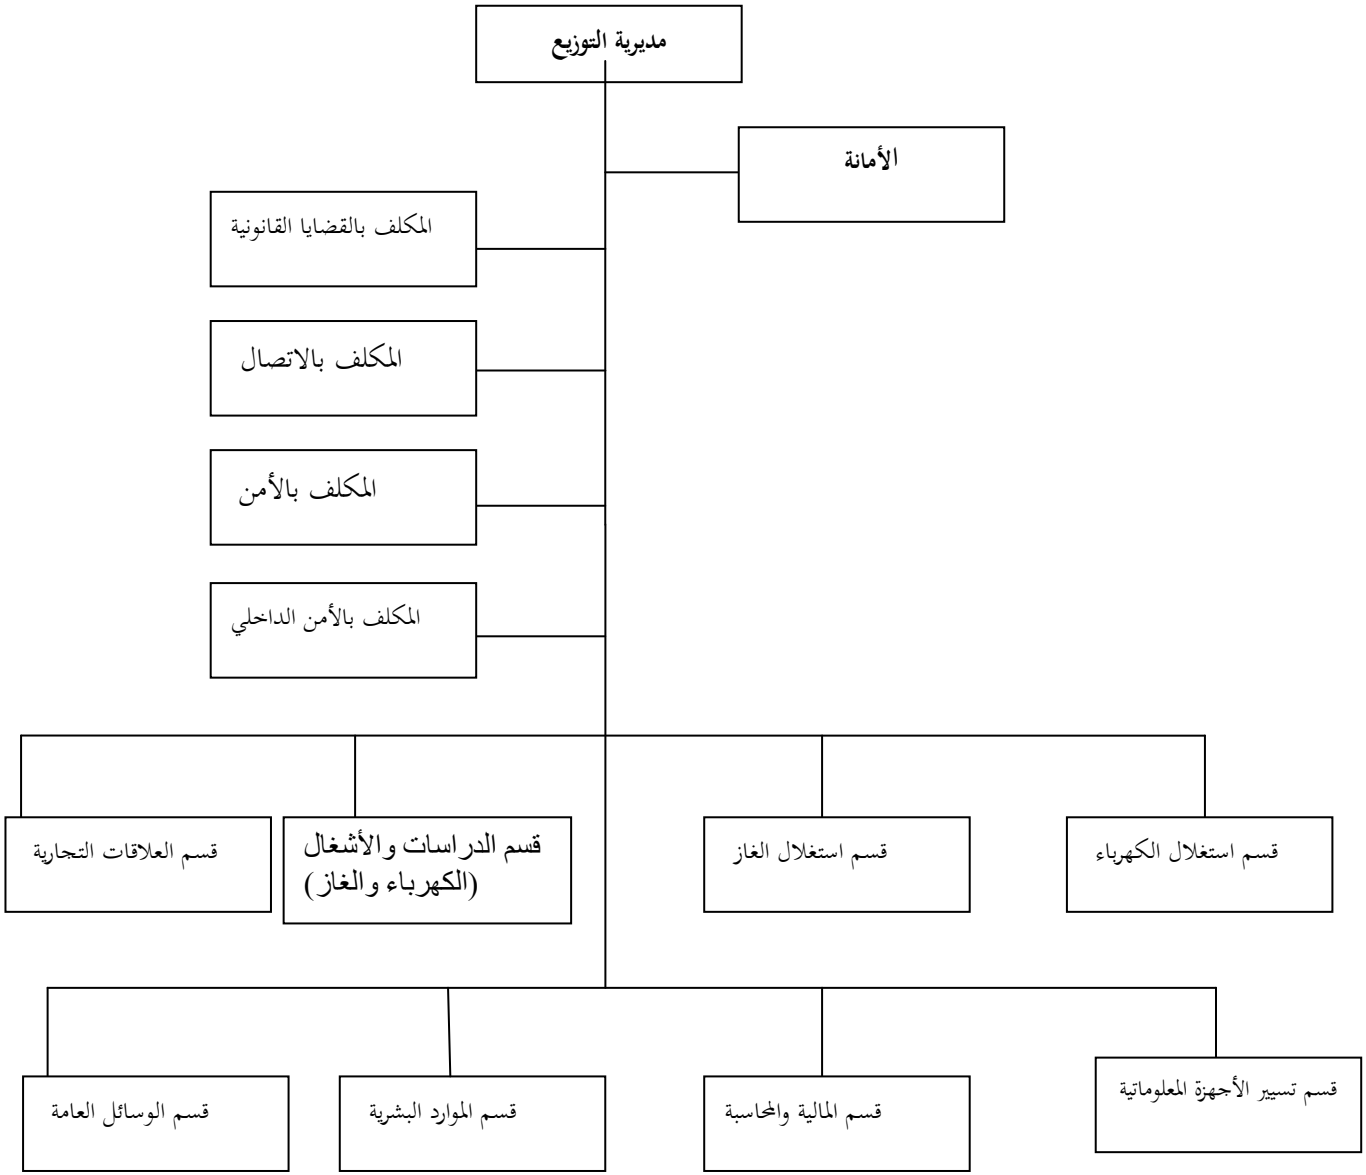 مديرية التوزيع
الأمانة
المكلف بالقضايا القانونية
المكلف بالاتصال
المكلف بالأمن
المكلف بالأمن الداخلي
قسم استغلال الكهرباء
قسم استغلال الغاز
قسم الدراسات والأشغال
(الكهرباء والغاز)
قسم العلاقات التجارية
قسم تسيير الأجهزة المعلوماتية
قسم المالية والمحاسبة
قسم الموارد البشرية
قسم الوسائل العامة